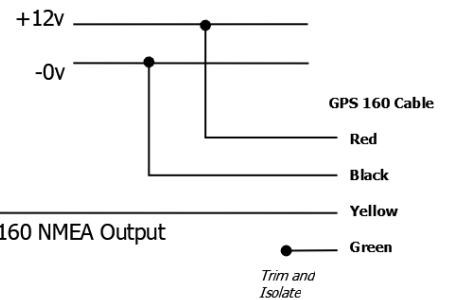 +12v
-0v
GPS 160 Cable
Red
Black
Yellow
160 NMEA Output
Green
Trim and
Isolate